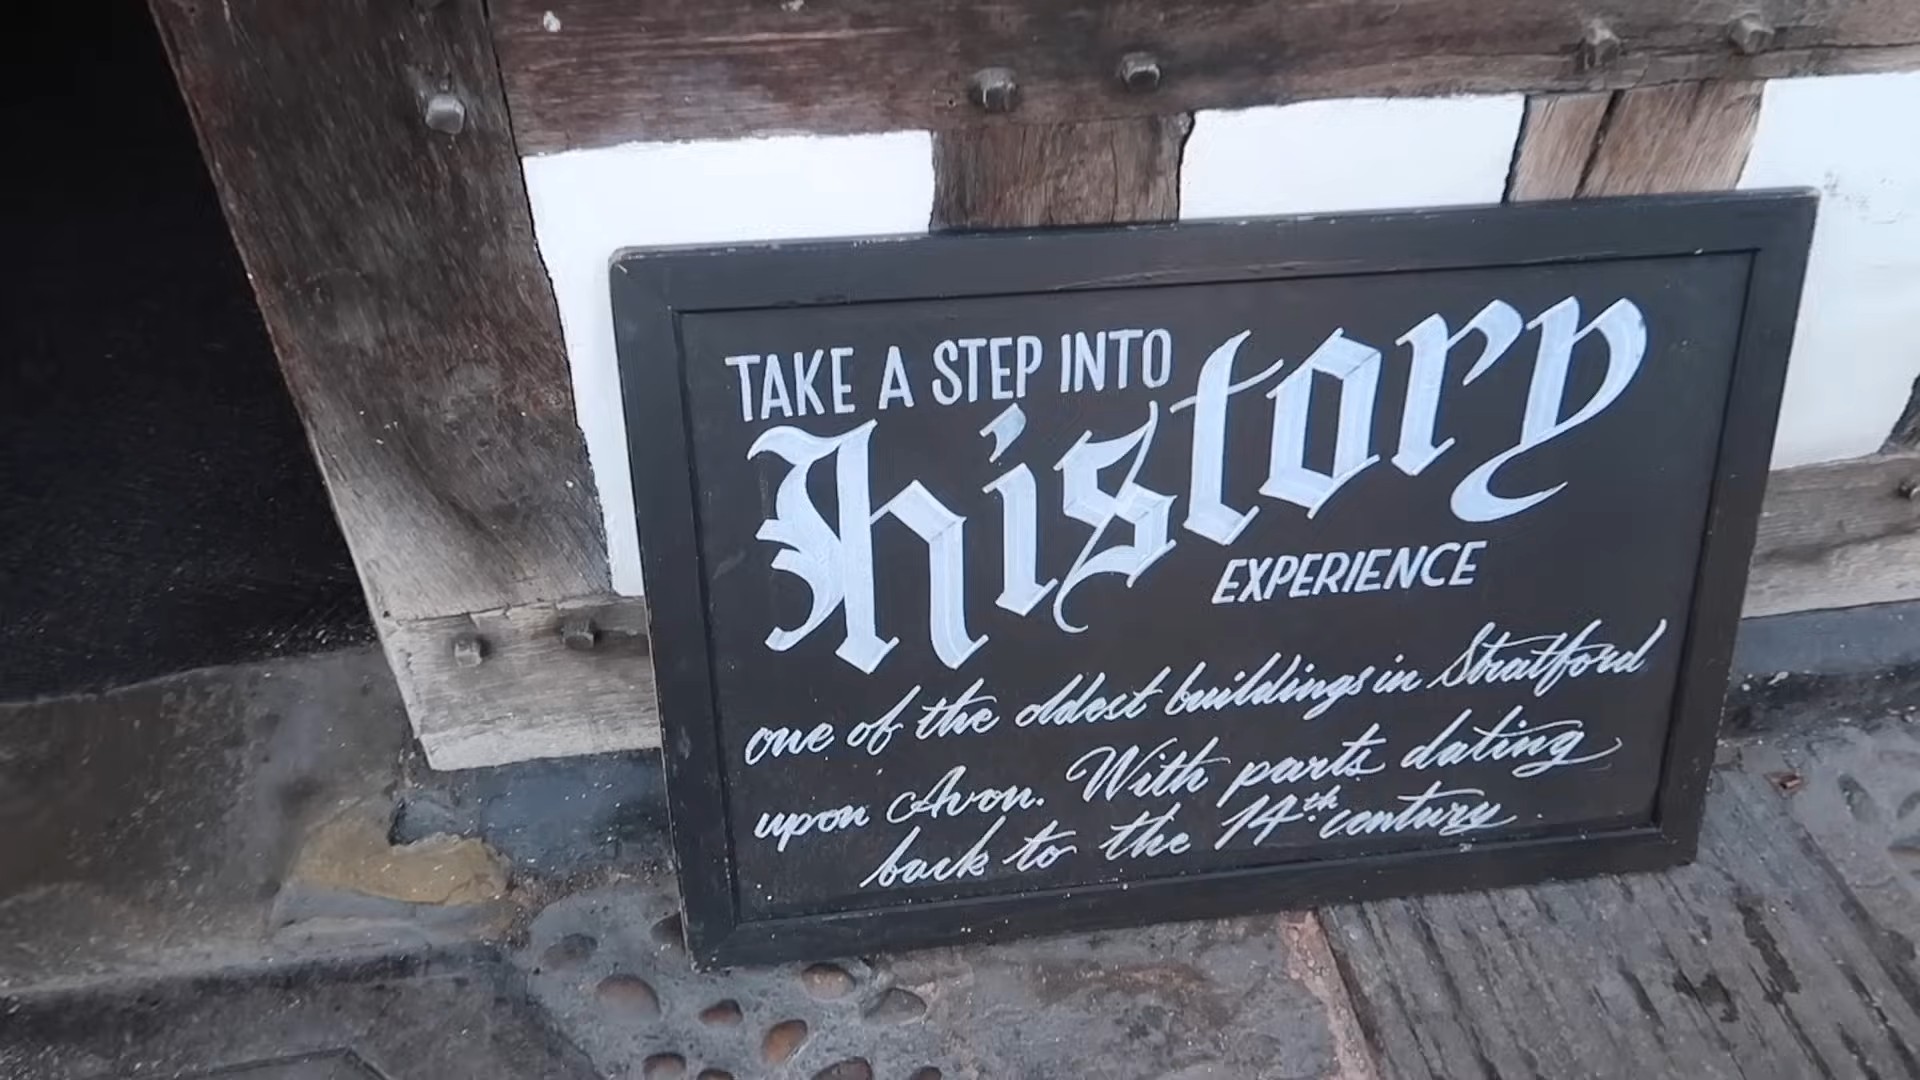 TAKE A STEP INTO
history
EXPERIENCE
one of the oldest buildings in Stratford
upon Avon. With parts dating
back to the 14th century.